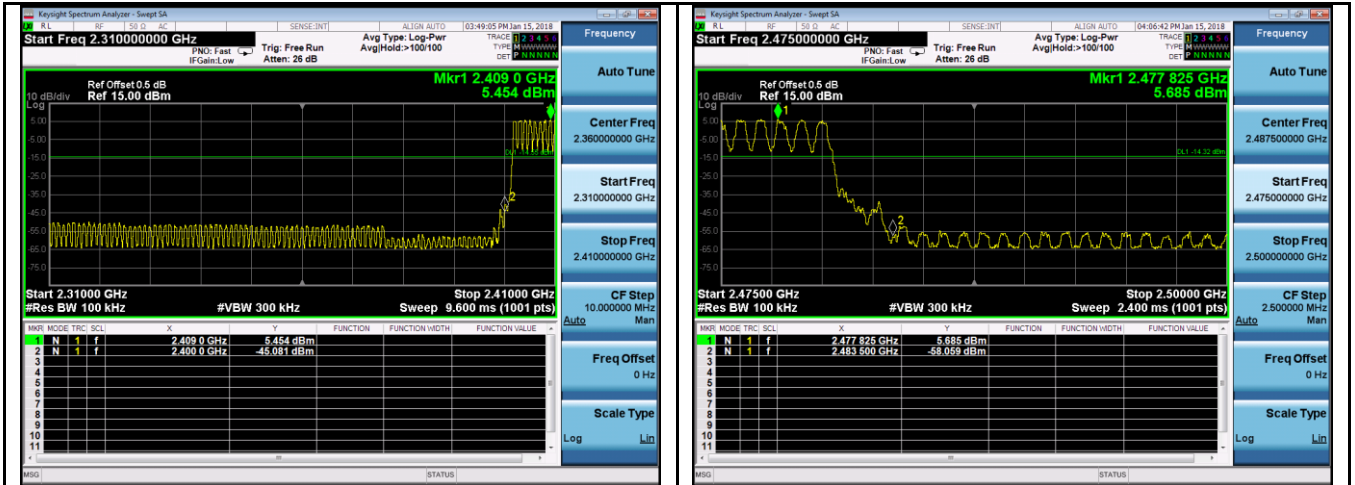 Keysight Spectrum Analyzer - Swept SA
RL RF 50 Ω AC SENSE:INT ALIGN AUTO 03:49:05 PM Jan 15, 2018
Start Freq 2.310000000 GHz
PNO: Fast
IFGain:Low
Trig: Free Run
Atten: 26 dB
Avg Type: Log-Pwr
Avg|Hold:>100/100
TRACE 1 2 3 4 5 6
TYPE M W W W W W
DET P N N N N N
Ref Offset 0.5 dB
Ref 15.00 dBm
10 dB/div
Log
Mkr1 2.409 0 GHz
5.454 dBm
5.00
-5.00
-15.0
-25.0
-35.0
-45.0
-55.0
-65.0
-75.0
2
Start 2.31000 GHz
Stop 2.41000 GHz
#Res BW 100 kHz
#VBW 300 kHz
Sweep 9.600 ms (1001 pts)
MKR MODE TRC SCL X Y FUNCTION FUNCTION WIDTH FUNCTION VALUE
1 N 1 f 2.409 0 GHz 5.454 dBm
2 N 1 f 2.400 0 GHz -45.081 dBm
3
4
5
6
7
8
9
10
11
MSG STATUS
Frequency
Auto Tune
Center Freq
2.360000000 GHz
Start Freq
2.310000000 GHz
Stop Freq
2.410000000 GHz
CF Step
10.000000 MHz
Auto Man
Freq Offset
0 Hz
Scale Type
Log Lin
Keysight Spectrum Analyzer - Swept SA
RL RF 50 Ω AC SENSE:INT ALIGN AUTO 04:06:42 PM Jan 15, 2018
Start Freq 2.475000000 GHz
PNO: Fast
IFGain:Low
Trig: Free Run
Atten: 26 dB
Avg Type: Log-Pwr
Avg|Hold:>100/100
TRACE 1 2 3 4 5 6
TYPE M W W W W W
DET P N N N N N
Ref Offset 0.5 dB
Ref 15.00 dBm
10 dB/div
Log
Mkr1 2.477 825 GHz
5.685 dBm
1
5.00
-5.00
-15.0
DL1 -14.32 dBm
-25.0
-35.0
-45.0
-55.0
-65.0
-75.0
2
Start 2.47500 GHz
Stop 2.50000 GHz
#Res BW 100 kHz
#VBW 300 kHz
Sweep 2.400 ms (1001 pts)
MKR MODE TRC SCL X Y FUNCTION FUNCTION WIDTH FUNCTION VALUE
1 N 1 f 2.477 825 GHz 5.685 dBm
2 N 1 f 2.483 500 GHz -58.059 dBm
3
4
5
6
7
8
9
10
11
MSG STATUS
Frequency
Auto Tune
Center Freq
2.487500000 GHz
Start Freq
2.475000000 GHz
Stop Freq
2.500000000 GHz
CF Step
2.500000 MHz
Auto Man
Freq Offset
0 Hz
Scale Type
Log Lin